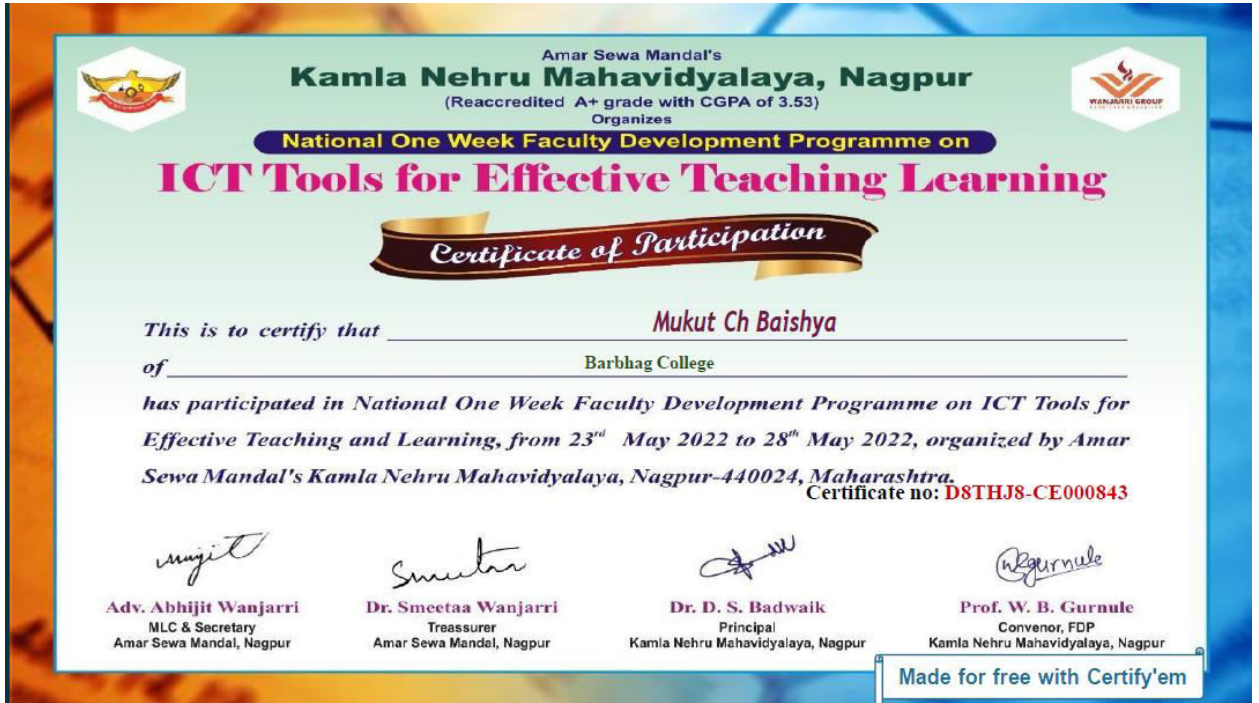 Amar Sewa Mandal's
Kamla Nehru Mahavidyalaya, Nagpur
(Reaccredited A+ grade with CGPA of 3.53)
Organizes
National One Week Faculty Development Programme on
ICT Tools for Effective Teaching Learning
WANJARRI GROUP
Certificate of Participation
This is to certify that Mukut Ch Baishya
of Barbhag College
has participated in National One Week Faculty Development Programme on ICT Tools for
Effective Teaching and Learning, from 23rd May 2022 to 28th May 2022, organized by Amar
Sewa Mandal's Kamla Nehru Mahavidyalaya, Nagpur-440024, Maharashtra.
Certificate no: D8THJ8-CE000843
Adv. Abhijit Wanjarri Dr. Smeetaa Wanjarri Dr. D. S. Badwaik Prof. W. B. Gurnule
MLC & Secretary Treassurer Principal Convenor, FDP
Amar Sewa Mandal, Nagpur Amar Sewa Mandal, Nagpur Kamla Nehru Mahavidyalaya, Nagpur Kamla Nehru Mahavidyalaya, Nagpur
Made for free with Certify'em